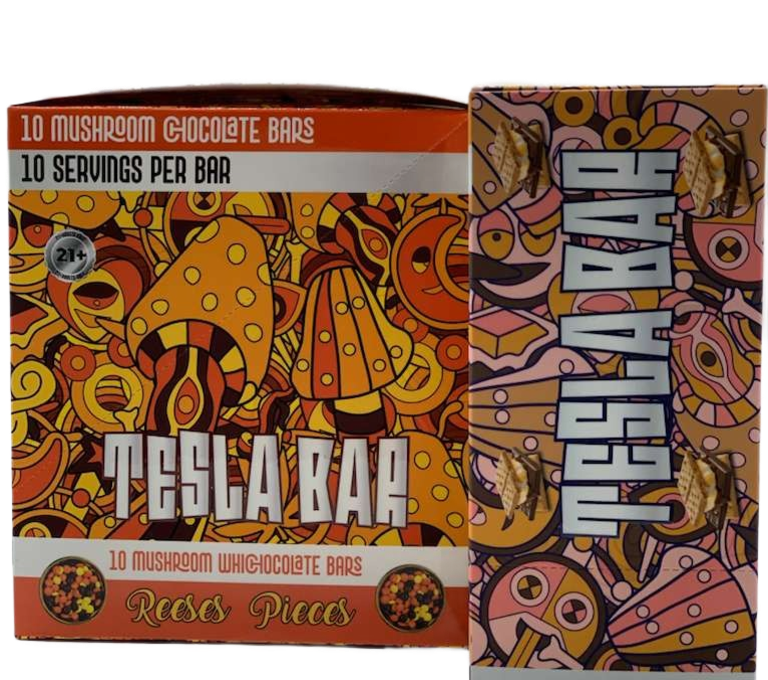 10 MUSHROOM CHOCOLATE BARS
10 SERVINGS PER BAR
21+
TESLA BAR
10 MUSHROOM WHICHOCOLATE BARS
Reeses Pieces
TESLA BAR